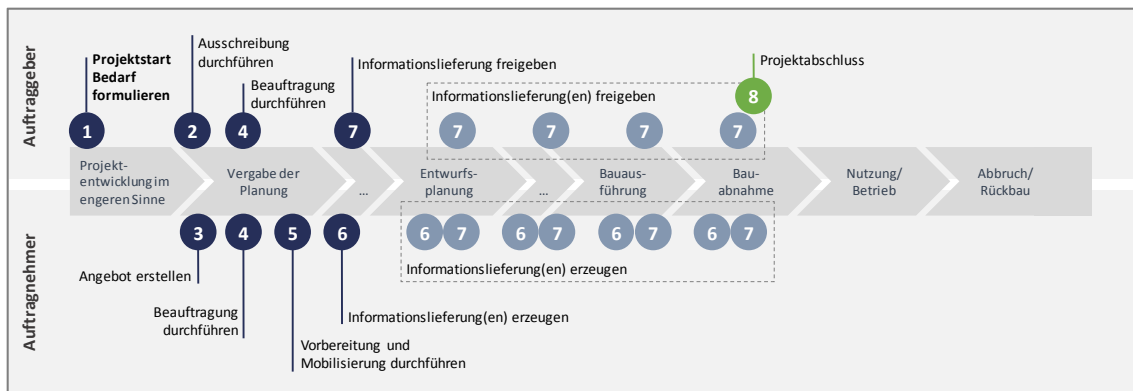 Auftraggeber
Projektstart
Bedarf
formulieren
Ausschreibung
durchführen
Beauftragung
durchführen
Informationslieferung freigeben
Informationslieferung(en) freigeben
Projektabschluss
1
2
4
7
7
7
7
7
8
Projekt-
entwicklung im
engeren Sinne
Vergabe der
Planung
...
Entwurfs-
planung
...
Bauaus-
führung
Bau-
abnahme
Nutzung/
Betrieb
Abbruch/
Rückbau
Auftragnehmer
3
4
5
6
6 7
6 7
6 7
6 7
Angebot erstellen
Beauftragung
durchführen
Vorbereitung und
Mobilisierung durchführen
Informationslieferung(en) erzeugen
Informationslieferung(en) erzeugen